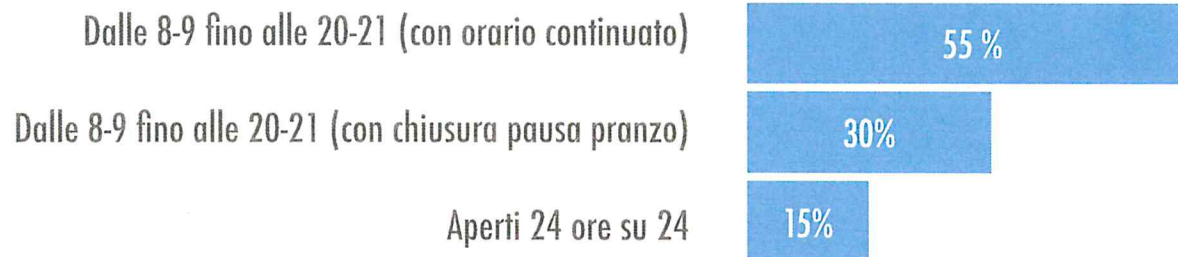 Dalle 8-9 fino alle 20-21 (con orario continuato) 55 %
Dalle 8-9 fino alle 20-21 (con chiusura pausa pranzo) 30%
Aperti 24 ore su 24 15%